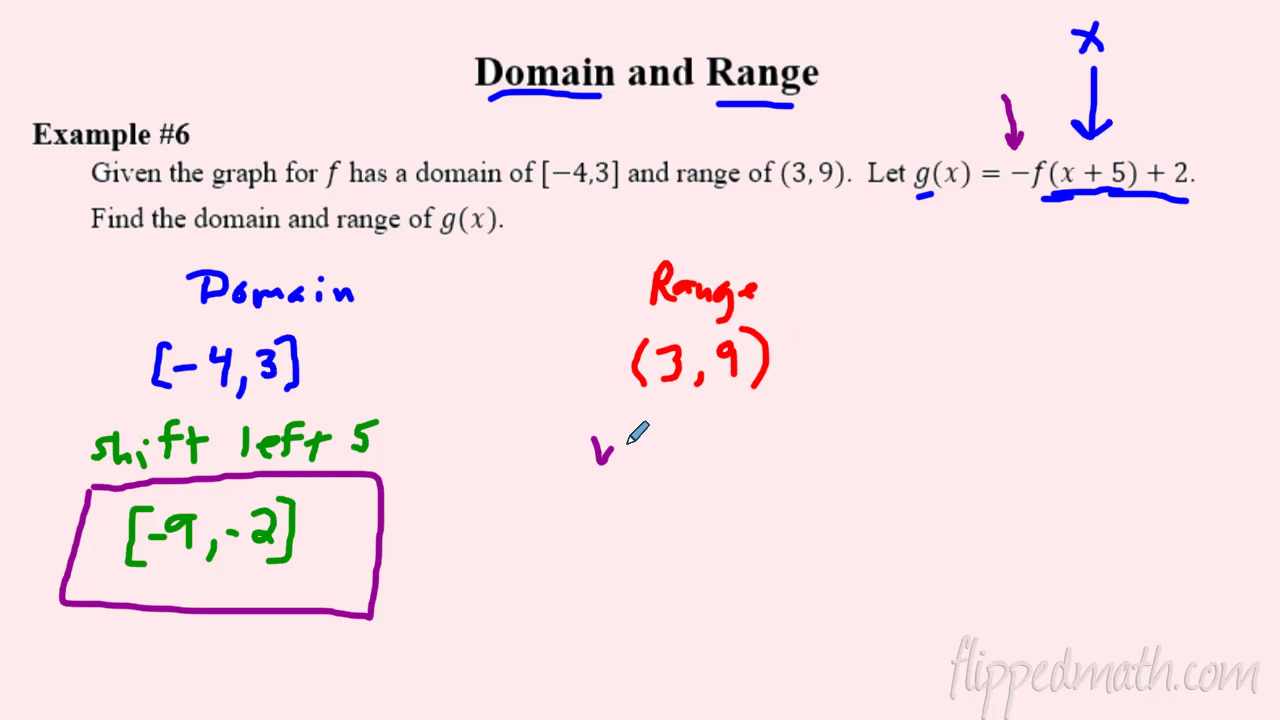 x
Domain and Range
Example #6
Given the graph for f has a domain of [−4,3] and range of (3, 9). Let g(x) = −f(x + 5) + 2.
Find the domain and range of g(x).
Domain
Range
[-4,3]
(3,9)
shift left 5
v
[-9,-2]
flippedmath.com